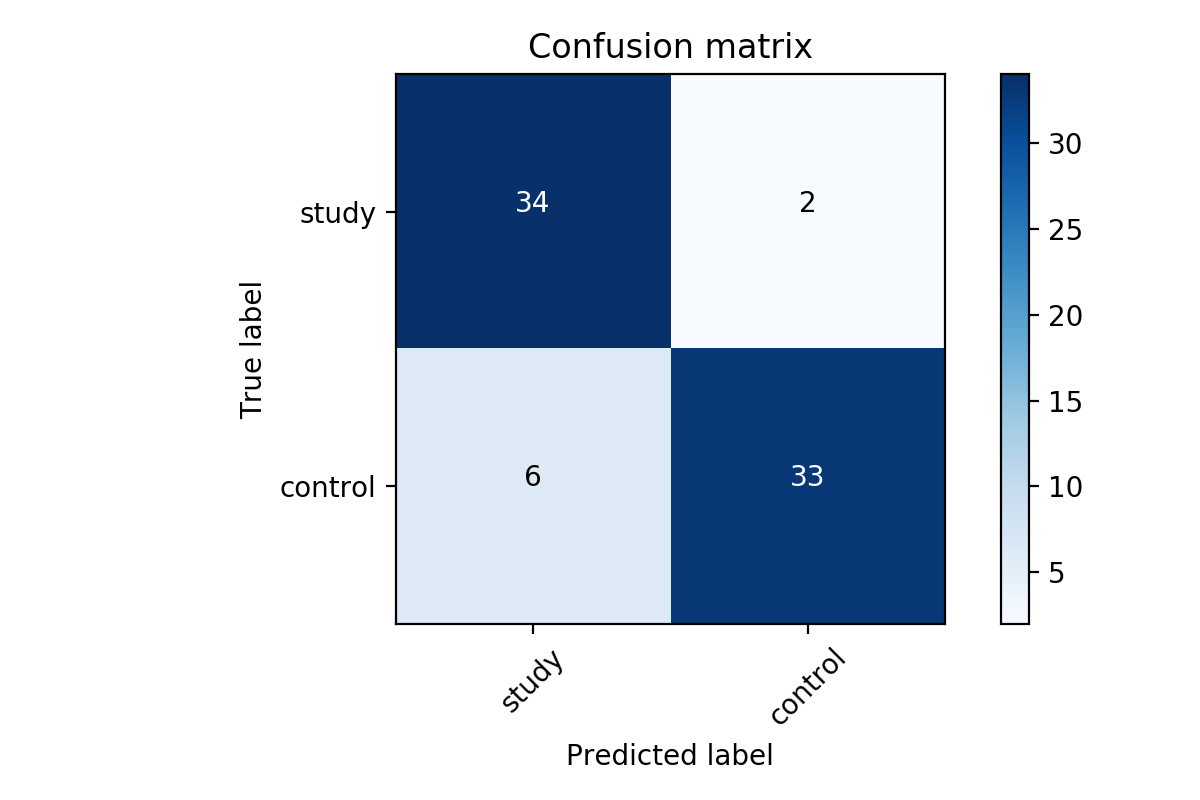 Confusion matrix
True label
study
control
34
2
6
33
study
control
Predicted label
30
25
20
15
10
5